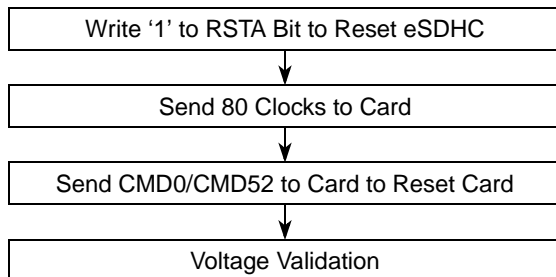 Write ‘1’ to RSTA Bit to Reset eSDHC
Send 80 Clocks to Card
Send CMD0/CMD52 to Card to Reset Card
Voltage Validation